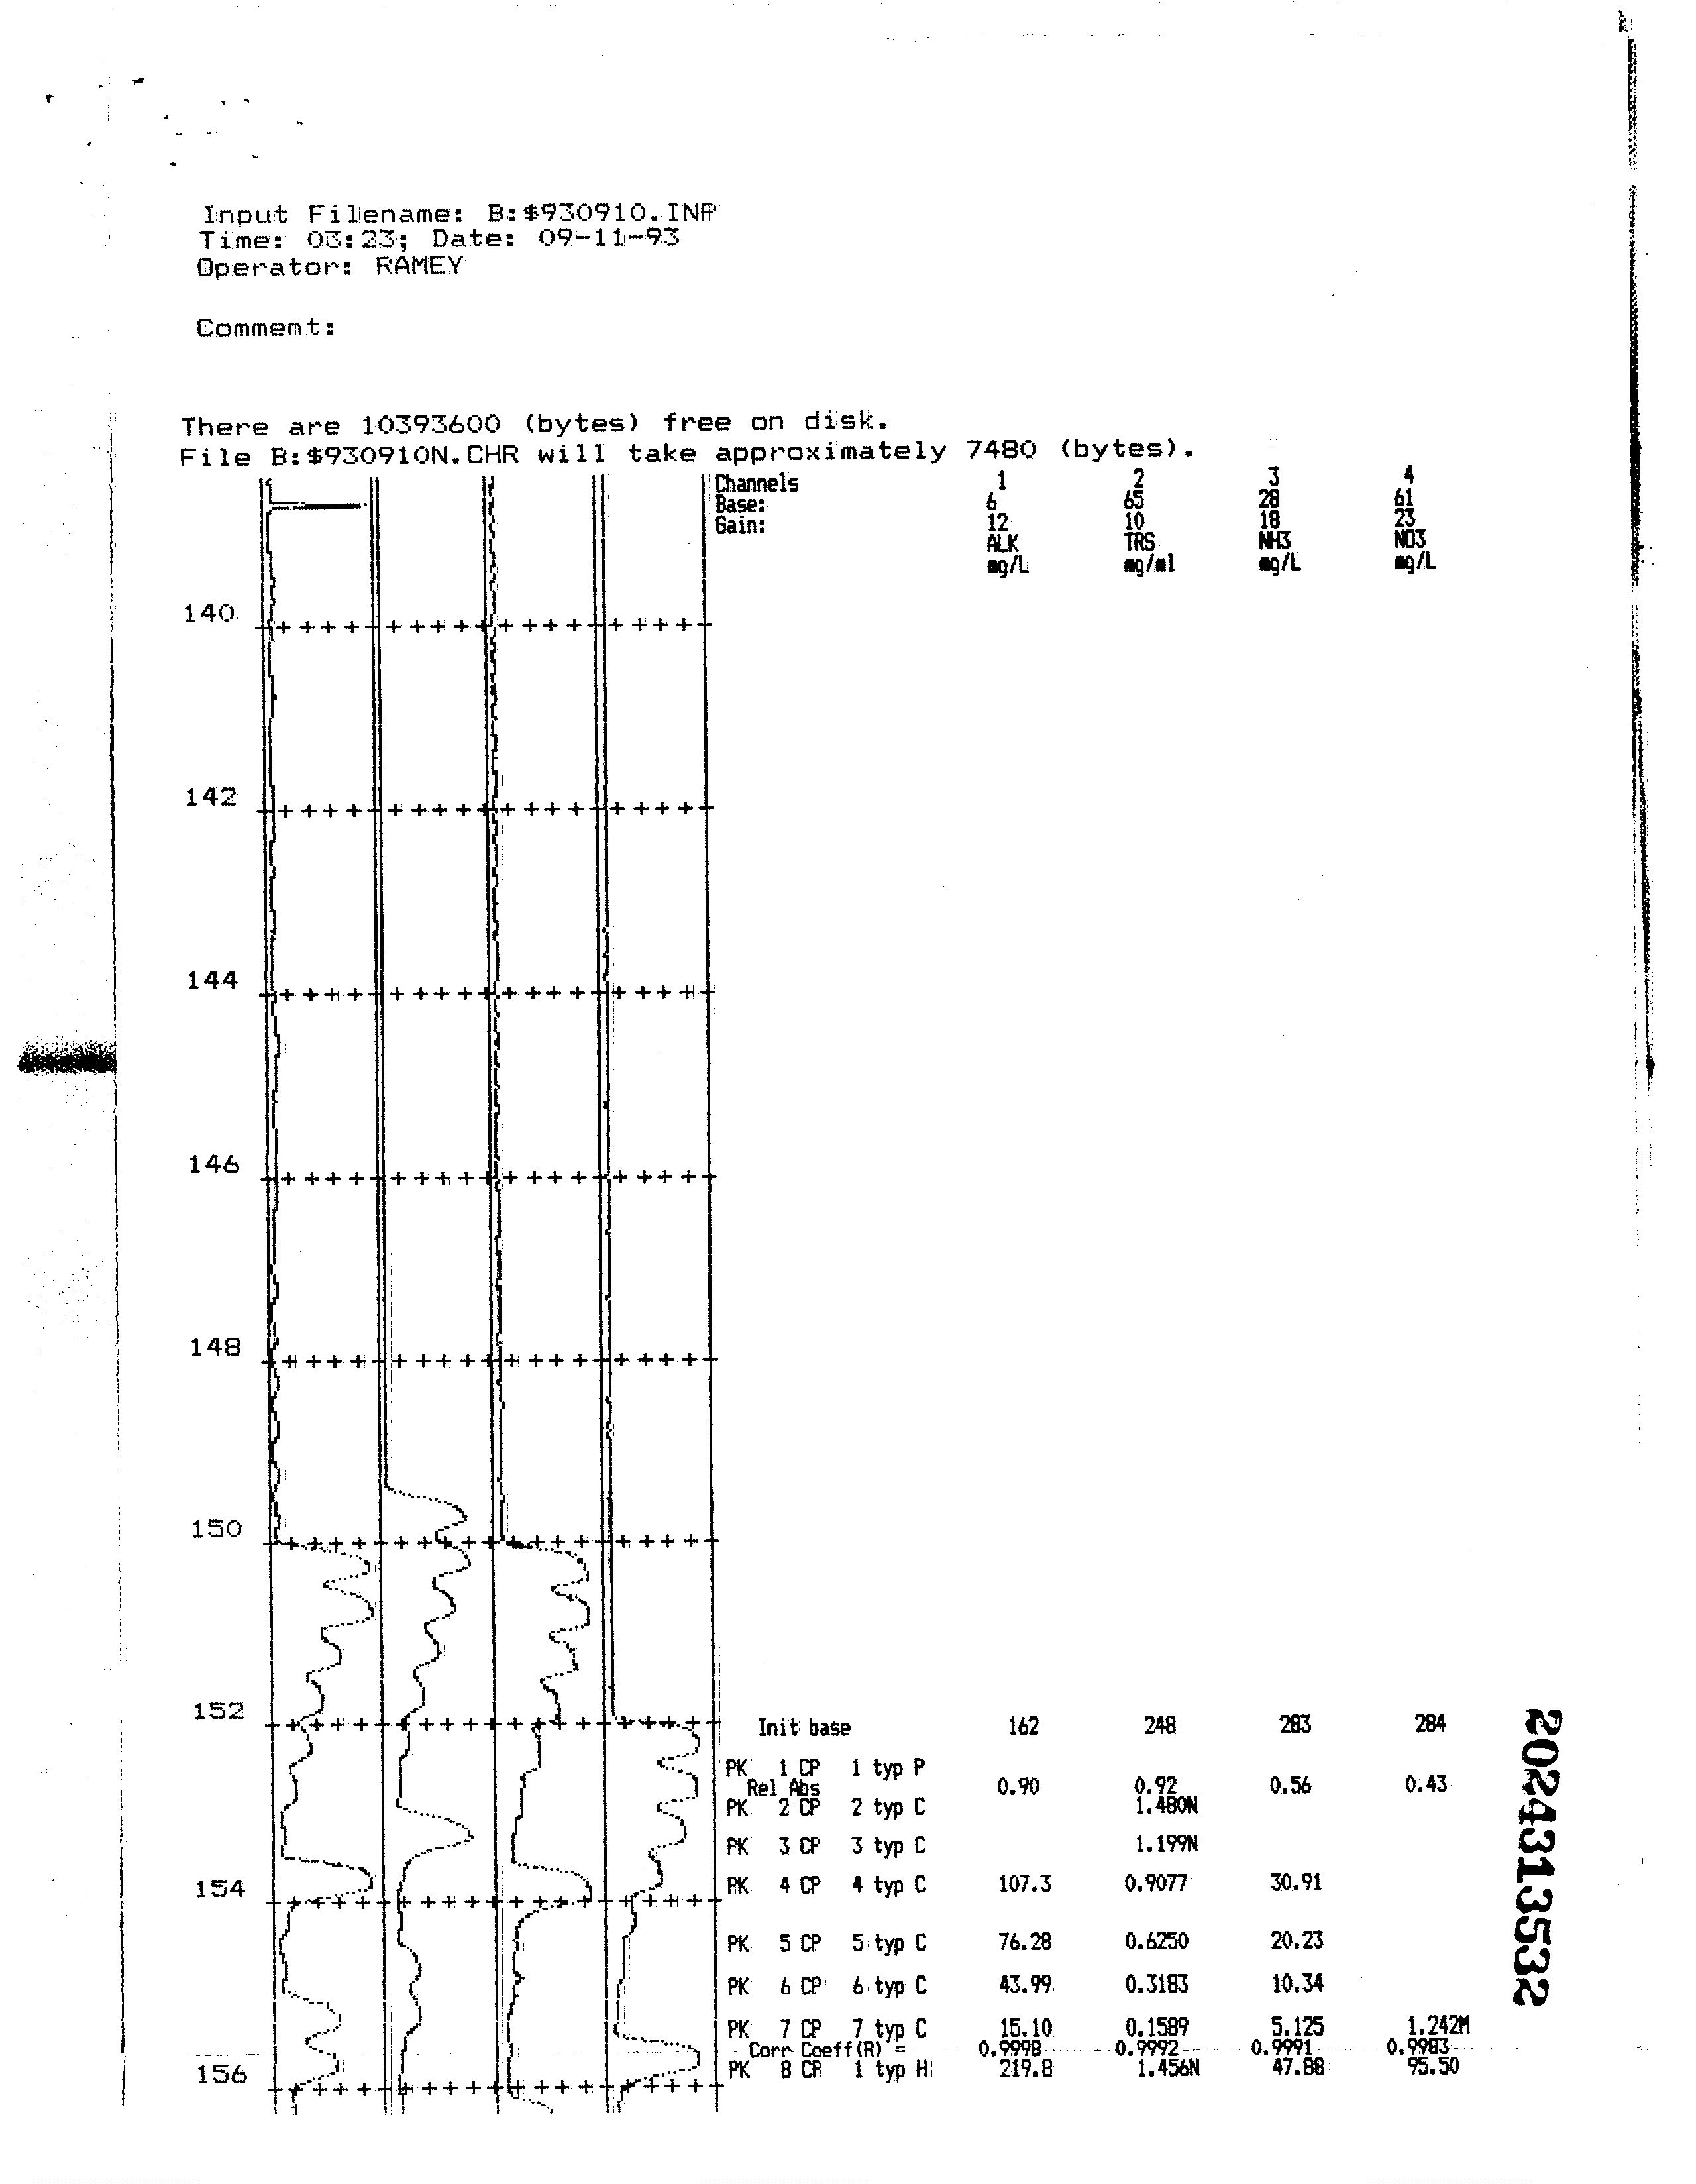 Input Filename: B:$930910.INP
Time: 03:23; Date: 09-11-93
Operator: RAMEY
Comment:
There are 10393600 (bytes) free on disk.
File B:$930910N.CHR will take approximately 7480 (bytes).
Channels 1 2 3 4
Base: 6 65 28 61
Gain: 12 10 18 23
ALK TRS NH3 NO3
mg/L mg/ml mg/L mg/L
140
142
144
146
148
150
152
Init base 162 248 283 284
PK 1 CP 1 typ P
Rel Abs 0.90 0.92 0.56 0.43
PK 2 CP 2 typ C 1.480N
PK 3 CP 3 typ C 1.199N
154
PK 4 CP 4 typ C 107.3 0.9077 30.91
PK 5 CP 5 typ C 76.28 0.6250 20.23
PK 6 CP 6 typ C 43.99 0.3183 10.34
PK 7 CP 7 typ C 15.10 0.1589 5.125 1.242M
Corr Coeff(R) = 0.9998 0.9992 0.9991 0.9983
156
PK 8 CP 1 typ H 219.8 1.456N 47.88 95.50
2024313532